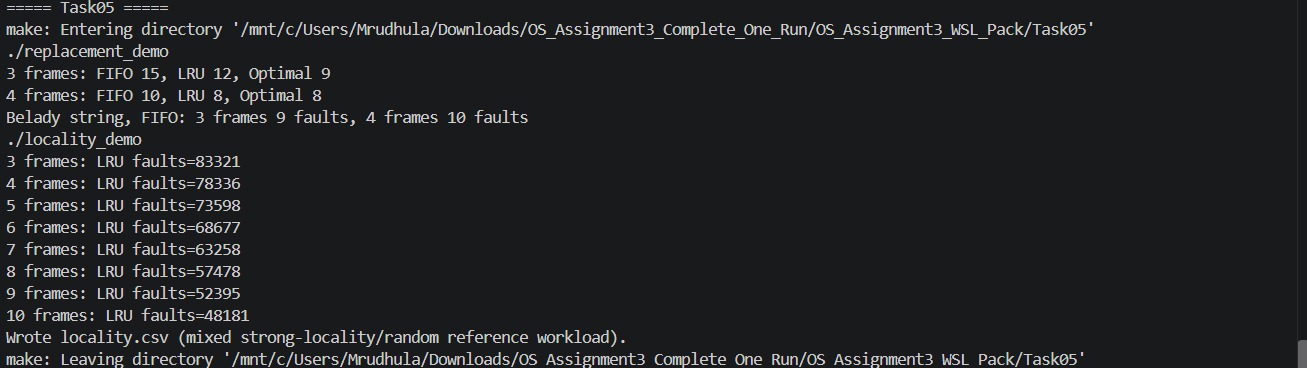 ===== Task05 =====
make: Entering directory '/mnt/c/Users/Mrudhula/Downloads/OS_Assignment3_Complete_One_Run/OS_Assignment3_WSL_Pack/Task05'
./replacement_demo
3 frames: FIFO 15, LRU 12, Optimal 9
4 frames: FIFO 10, LRU 8, Optimal 8
Belady string, FIFO: 3 frames 9 faults, 4 frames 10 faults
./locality_demo
3 frames: LRU faults=83321
4 frames: LRU faults=78336
5 frames: LRU faults=73598
6 frames: LRU faults=68677
7 frames: LRU faults=63258
8 frames: LRU faults=57478
9 frames: LRU faults=52395
10 frames: LRU faults=48181
Wrote locality.csv (mixed strong-locality/random reference workload).
make: Leaving directory '/mnt/c/Users/Mrudhula/Downloads/OS_Assignment3_Complete_One_Run/OS_Assignment3_WSL_Pack/Task05'